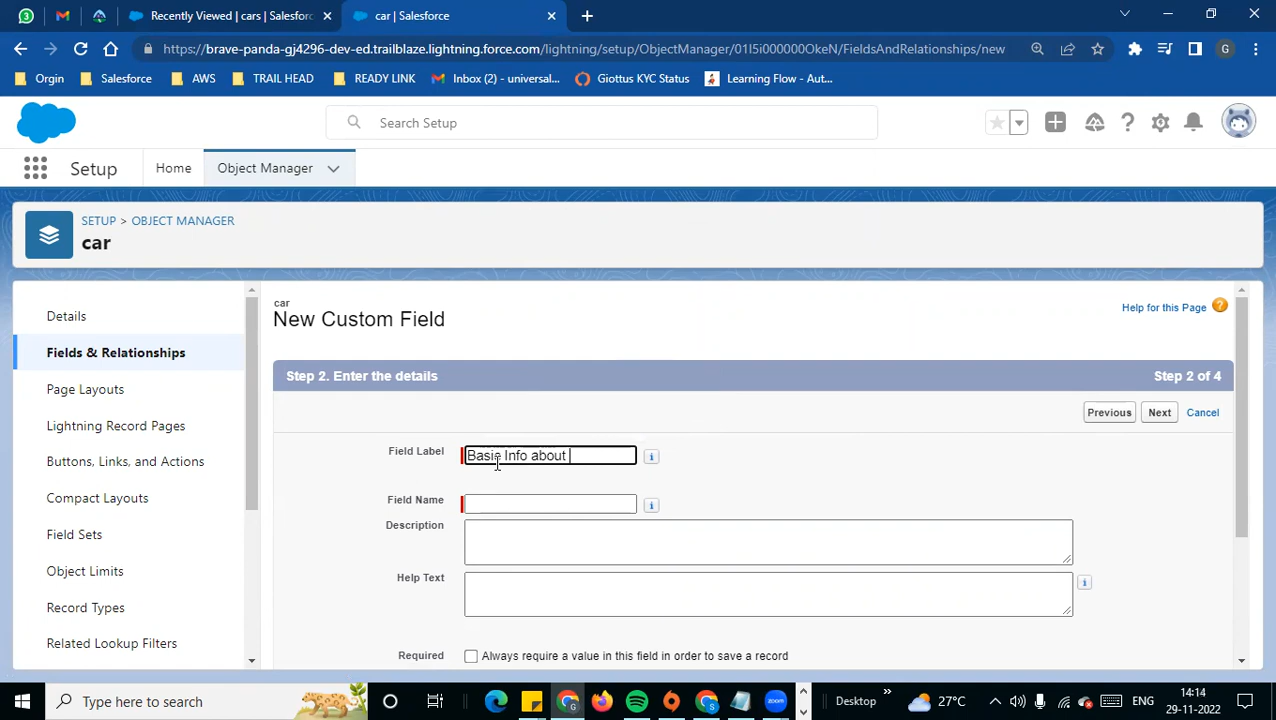 Recently Viewed | cars | Salesforc
car | Salesforce
https://brave-panda-gj4296-dev-ed.trailblaze.lightning.force.com/lightning/setup/ObjectManager/01I5i000000OkeN/FieldsAndRelationships/new
G
Orgin
Salesforce
AWS
TRAIL HEAD
READY LINK
Inbox (2) - universal...
Giottus KYC Status
Learning Flow - Aut...
Search Setup
Setup
Home
Object Manager
SETUP > OBJECT MANAGER
car
Details
Fields & Relationships
Page Layouts
Lightning Record Pages
Buttons, Links, and Actions
Compact Layouts
Field Sets
Object Limits
Record Types
Related Lookup Filters
car
New Custom Field
Help for this Page
Step 2. Enter the details
Step 2 of 4
Previous
Next
Cancel
Field Label
Basic Info about
Field Name
Description
Help Text
Required
Always require a value in this field in order to save a record
Type here to search
Desktop
27°C
ENG
14:14
29-11-2022